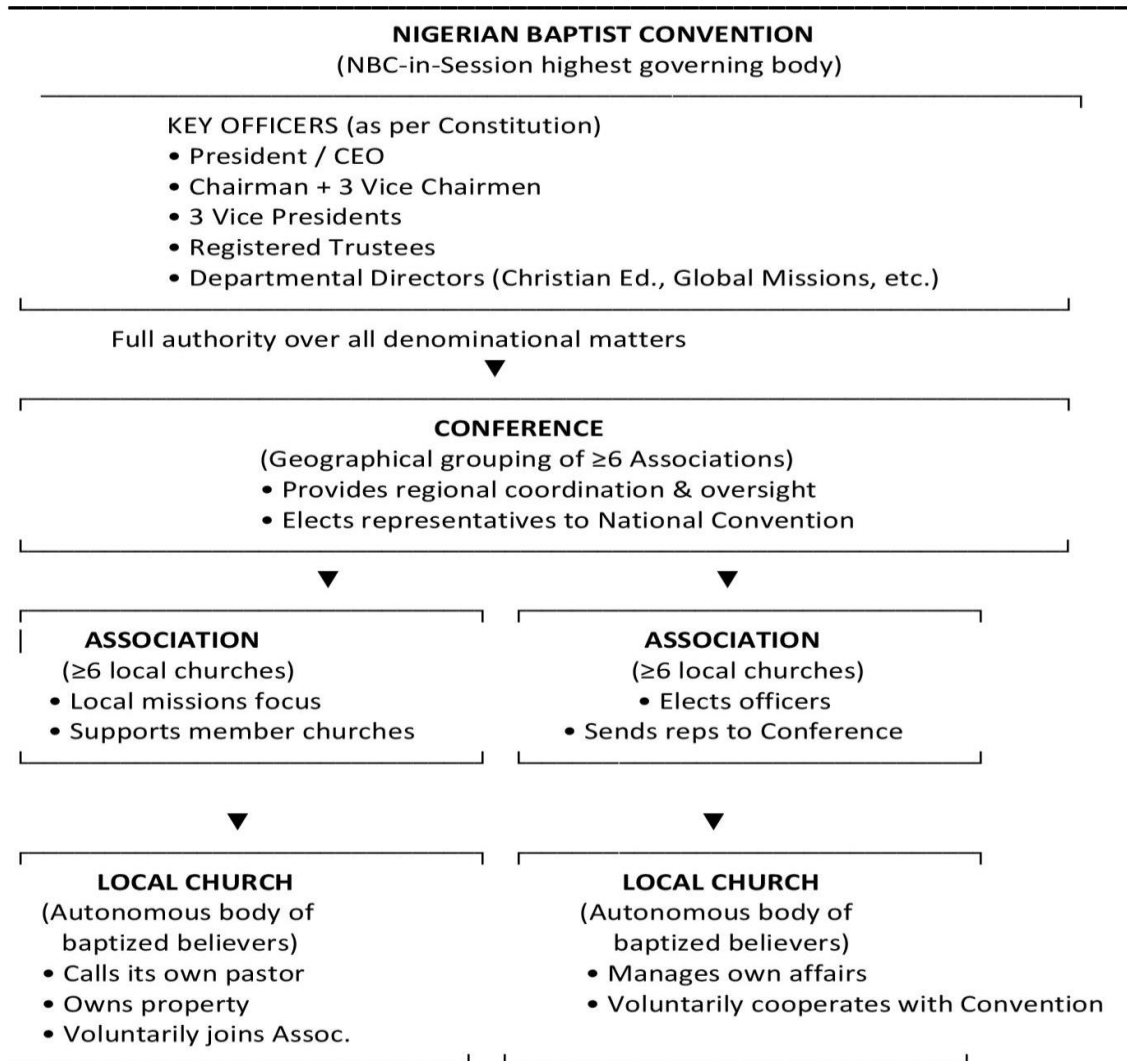 NIGERIAN BAPTIST CONVENTION
(NBC-in-Session highest governing body)
KEY OFFICERS (as per Constitution)
• President / CEO
• Chairman + 3 Vice Chairmen
• 3 Vice Presidents
• Registered Trustees
• Departmental Directors (Christian Ed., Global Missions, etc.)
Full authority over all denominational matters
▼
CONFERENCE
(Geographical grouping of ≥6 Associations)
• Provides regional coordination & oversight
• Elects representatives to National Convention
▼
▼
ASSOCIATION
(≥6 local churches)
• Local missions focus
• Supports member churches
ASSOCIATION
(≥6 local churches)
• Elects officers
• Sends reps to Conference
▼
▼
LOCAL CHURCH
(Autonomous body of
baptized believers)
• Calls its own pastor
• Owns property
• Voluntarily joins Assoc.
LOCAL CHURCH
(Autonomous body of
baptized believers)
• Manages own affairs
• Voluntarily cooperates with Convention